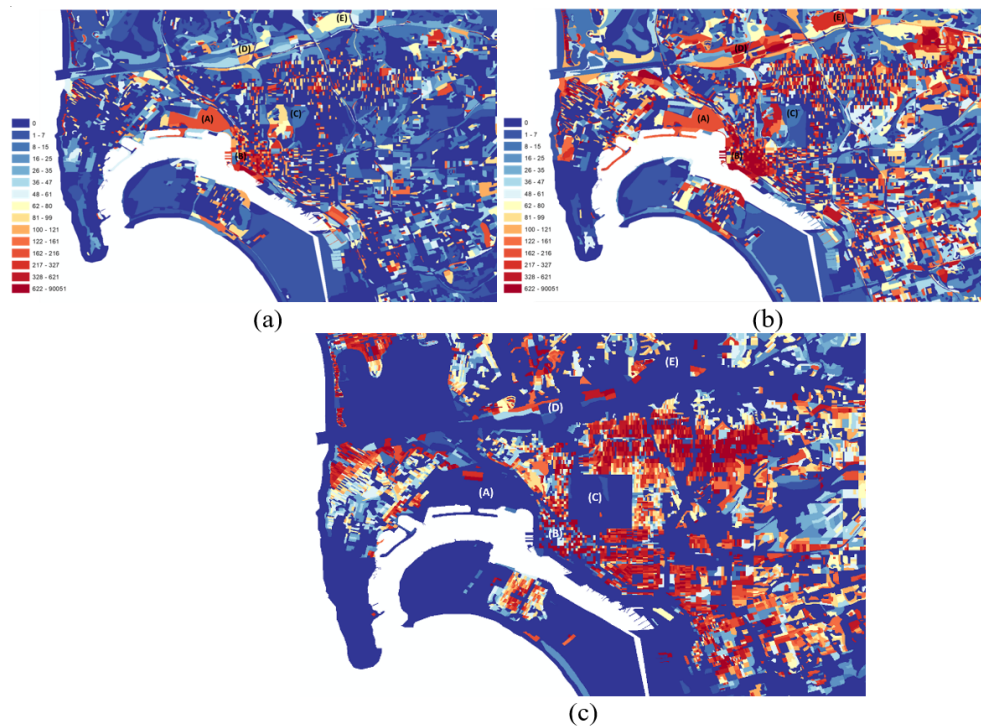 (E)
(D)
(A)
(C)
(B)
0
1 - 7
8 - 15
16 - 25
26 - 35
36 - 47
48 - 61
62 - 80
81 - 99
100 - 121
122 - 161
162 - 216
217 - 327
328 - 621
622 - 90051
(a)
(E)
(D)
(A)
(C)
(B)
0
1 - 7
8 - 15
16 - 25
26 - 35
36 - 47
48 - 61
62 - 80
81 - 99
100 - 121
122 - 161
162 - 216
217 - 327
328 - 621
622 - 90051
(b)
(E)
(D)
(A)
(C)
(B)
(c)